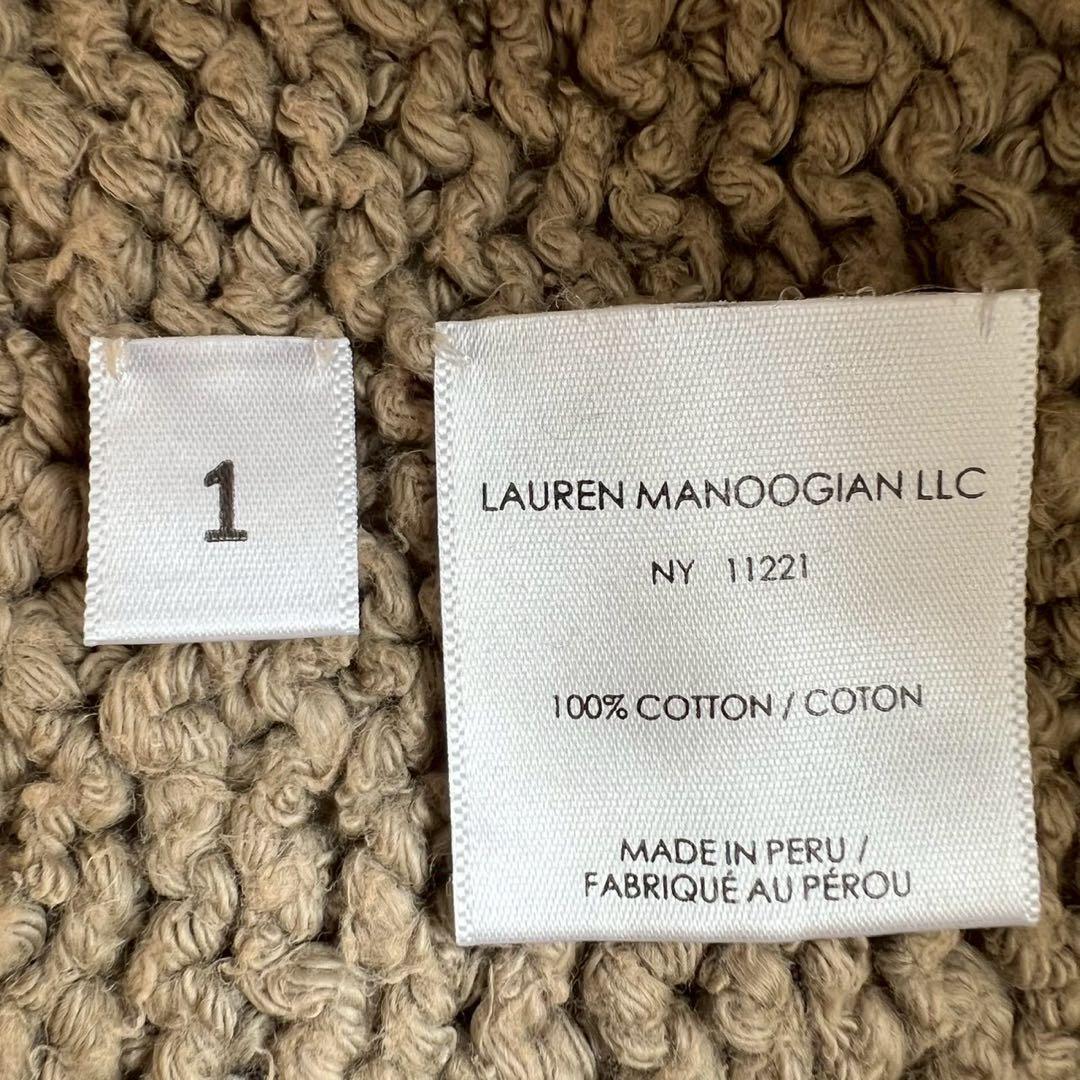 1
LAUREN MANOOGIAN LLC
NY 11221
100% COTTON / COTON
MADE IN PERU /
FABRIQUÉ AU PÉROU